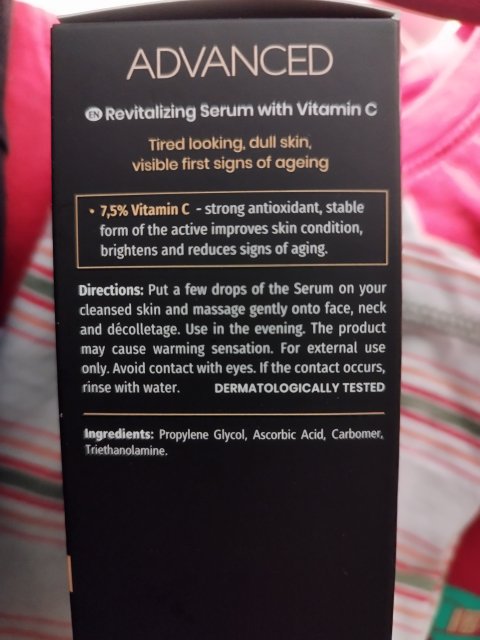 ADVANCED
EN Revitalizing Serum with Vitamin C
Tired looking, dull skin,
visible first signs of ageing
• 7,5% Vitamin C - strong antioxidant, stable
form of the active improves skin condition,
brightens and reduces signs of aging.
Directions: Put a few drops of the Serum on your
cleansed skin and massage gently onto face, neck
and décolletage. Use in the evening. The product
may cause warming sensation. For external use
only. Avoid contact with eyes. If the contact occurs,
rinse with water. DERMATOLOGICALLY TESTED
Ingredients: Propylene Glycol, Ascorbic Acid, Carbomer,
Triethanolamine.